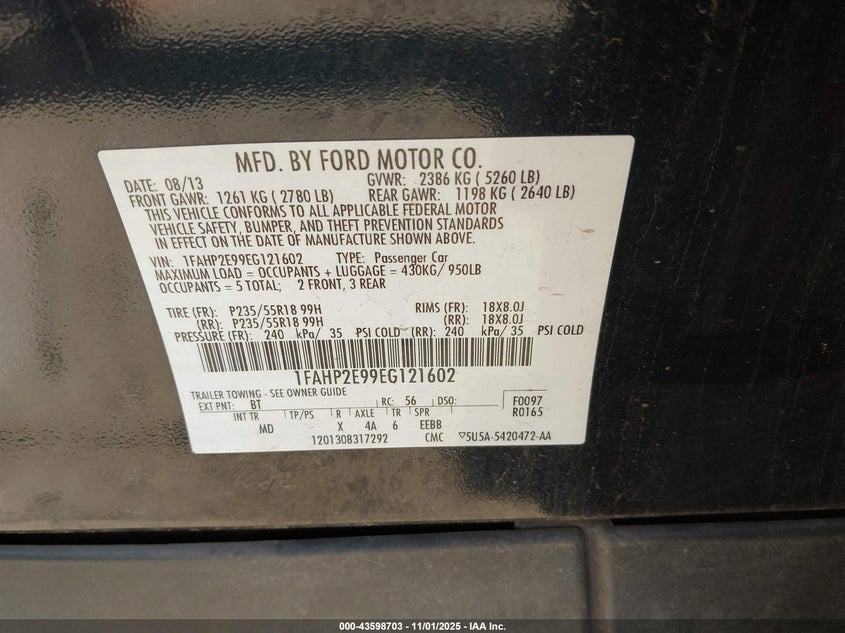 MFD. BY FORD MOTOR CO.
DATE: 08/13 GVWR: 2386 KG ( 5260 LB)
FRONT GAWR: 1261 KG ( 2780 LB) REAR GAWR: 1198 KG ( 2640 LB)
THIS VEHICLE CONFORMS TO ALL APPLICABLE FEDERAL MOTOR
VEHICLE SAFETY, BUMPER, AND THEFT PREVENTION STANDARDS
IN EFFECT ON THE DATE OF MANUFACTURE SHOWN ABOVE.
VIN: 1FAHP2E99EG121602 TYPE: Passenger Car
MAXIMUM LOAD = OCCUPANTS + LUGGAGE = 430KG/ 950LB
OCCUPANTS = 5 TOTAL; 2 FRONT, 3 REAR
TIRE (FR): P235/55R18 99H RIMS (FR): 18X8.0J
(RR): P235/55R18 99H (RR): 18X8.0J
PRESSURE (FR): 240 kPa/ 35 PSI COLD (RR): 240 kPa/ 35 PSI COLD
1FAHP2E99EG121602
TRAILER TOWING - SEE OWNER GUIDE
EXT PNT: BT RC: 56 DSO: F0097
INT TR TP/PS R AXLE TR SPR R0165
MD X 4A 6 EEBB
1201308317292 CMC ▽5U5A-5420472-AA
000-43598703 - 11/01/2025 - IAA Inc.